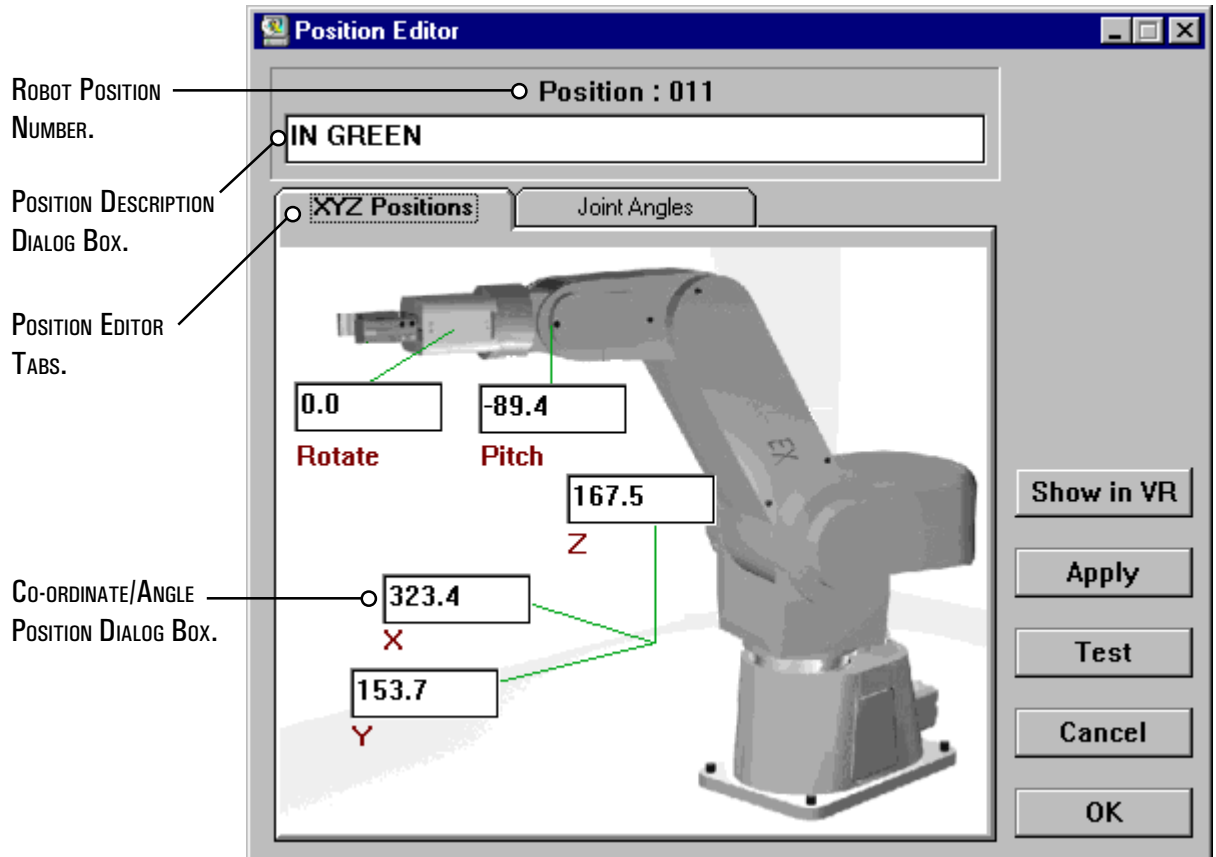 Position Editor
ROBOT POSITION
NUMBER.
Position : 011
IN GREEN
POSITION DESCRIPTION
DIALOG BOX.
XYZ Positions
Joint Angles
POSITION EDITOR
TABS.
0.0
-89.4
Rotate
Pitch
EX
167.5
Z
Show in VR
CO-ORDINATE/ANGLE
POSITION DIALOG BOX.
323.4
X
Apply
153.7
Y
Test
Cancel
OK